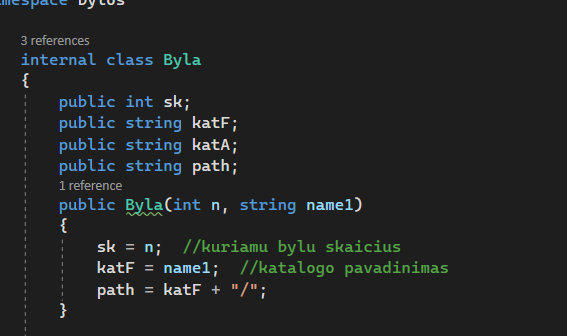 namespace Bylos
3 references
internal class Byla
{
public int sk;
public string katF;
public string katA;
public string path;
1 reference
public Byla(int n, string name1)
{
sk = n;  //kuriamu bylu skaicius
katF = name1;  //katalogo pavadinimas
path = katF + "/";
}